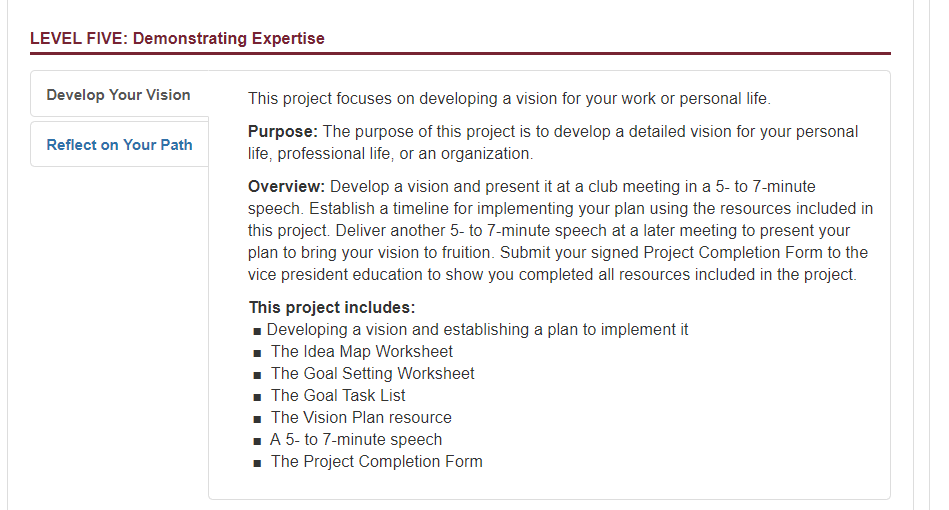 LEVEL FIVE: Demonstrating Expertise
Develop Your Vision
Reflect on Your Path
This project focuses on developing a vision for your work or personal life.
Purpose: The purpose of this project is to develop a detailed vision for your personal
life, professional life, or an organization.
Overview: Develop a vision and present it at a club meeting in a 5- to 7-minute
speech. Establish a timeline for implementing your plan using the resources included in
this project. Deliver another 5- to 7-minute speech at a later meeting to present your
plan to bring your vision to fruition. Submit your signed Project Completion Form to the
vice president education to show you completed all resources included in the project.
This project includes:
■ Developing a vision and establishing a plan to implement it
■ The Idea Map Worksheet
■ The Goal Setting Worksheet
■ The Goal Task List
■ The Vision Plan resource
■ A 5- to 7-minute speech
■ The Project Completion Form